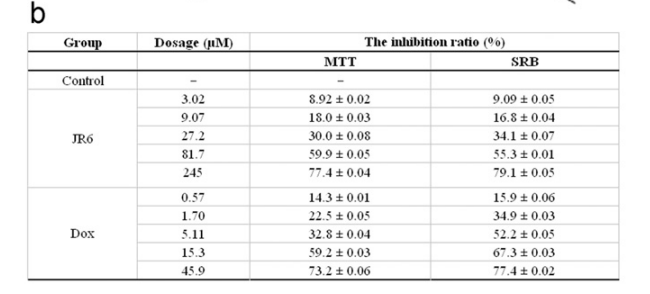 b
Group Dosage (μM) The inhibition ratio (%)
MTT SRB
Control – –
3.02 8.92 ± 0.02 9.09 ± 0.05
9.07 18.0 ± 0.03 16.8 ± 0.04
JR6 27.2 30.0 ± 0.08 34.1 ± 0.07
81.7 59.9 ± 0.05 55.3 ± 0.01
245 77.4 ± 0.04 79.1 ± 0.05
0.57 14.3 ± 0.01 15.9 ± 0.06
1.70 22.5 ± 0.05 34.9 ± 0.03
Dox 5.11 32.8 ± 0.04 52.2 ± 0.05
15.3 59.2 ± 0.03 67.3 ± 0.03
45.9 73.2 ± 0.06 77.4 ± 0.02